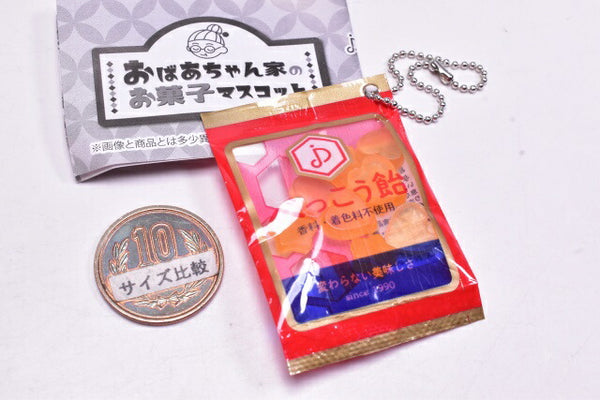 おばあちゃん家の
お菓子マスコット
※画像と商品とは多少異
10
サイズ比較
っこう飴
香料・着色料不使用
変わらない美味しさ
since 1990